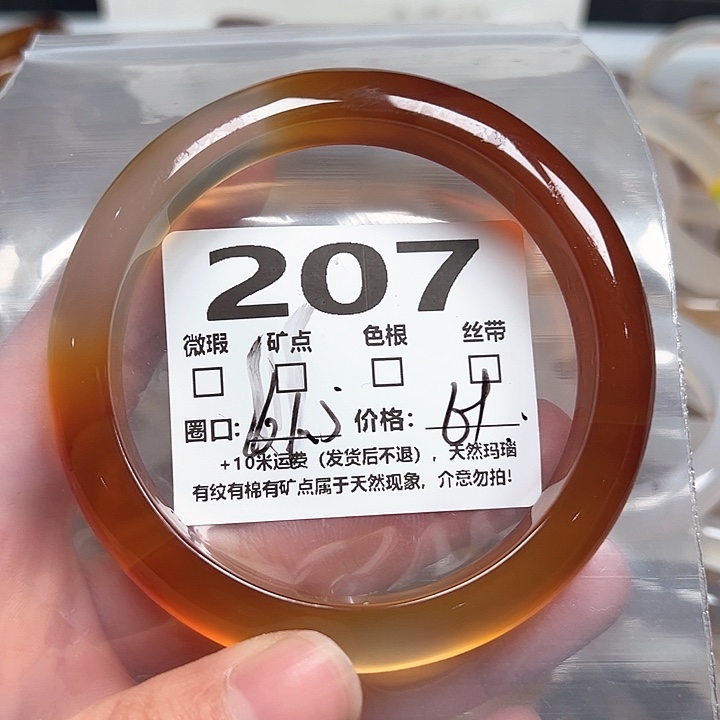 207
微瑕 矿点 色根 丝带
圈口: 价格:
+10米运费（发货后不退），天然玛瑙
有纹有棉有矿点属于天然现象，介意勿拍!